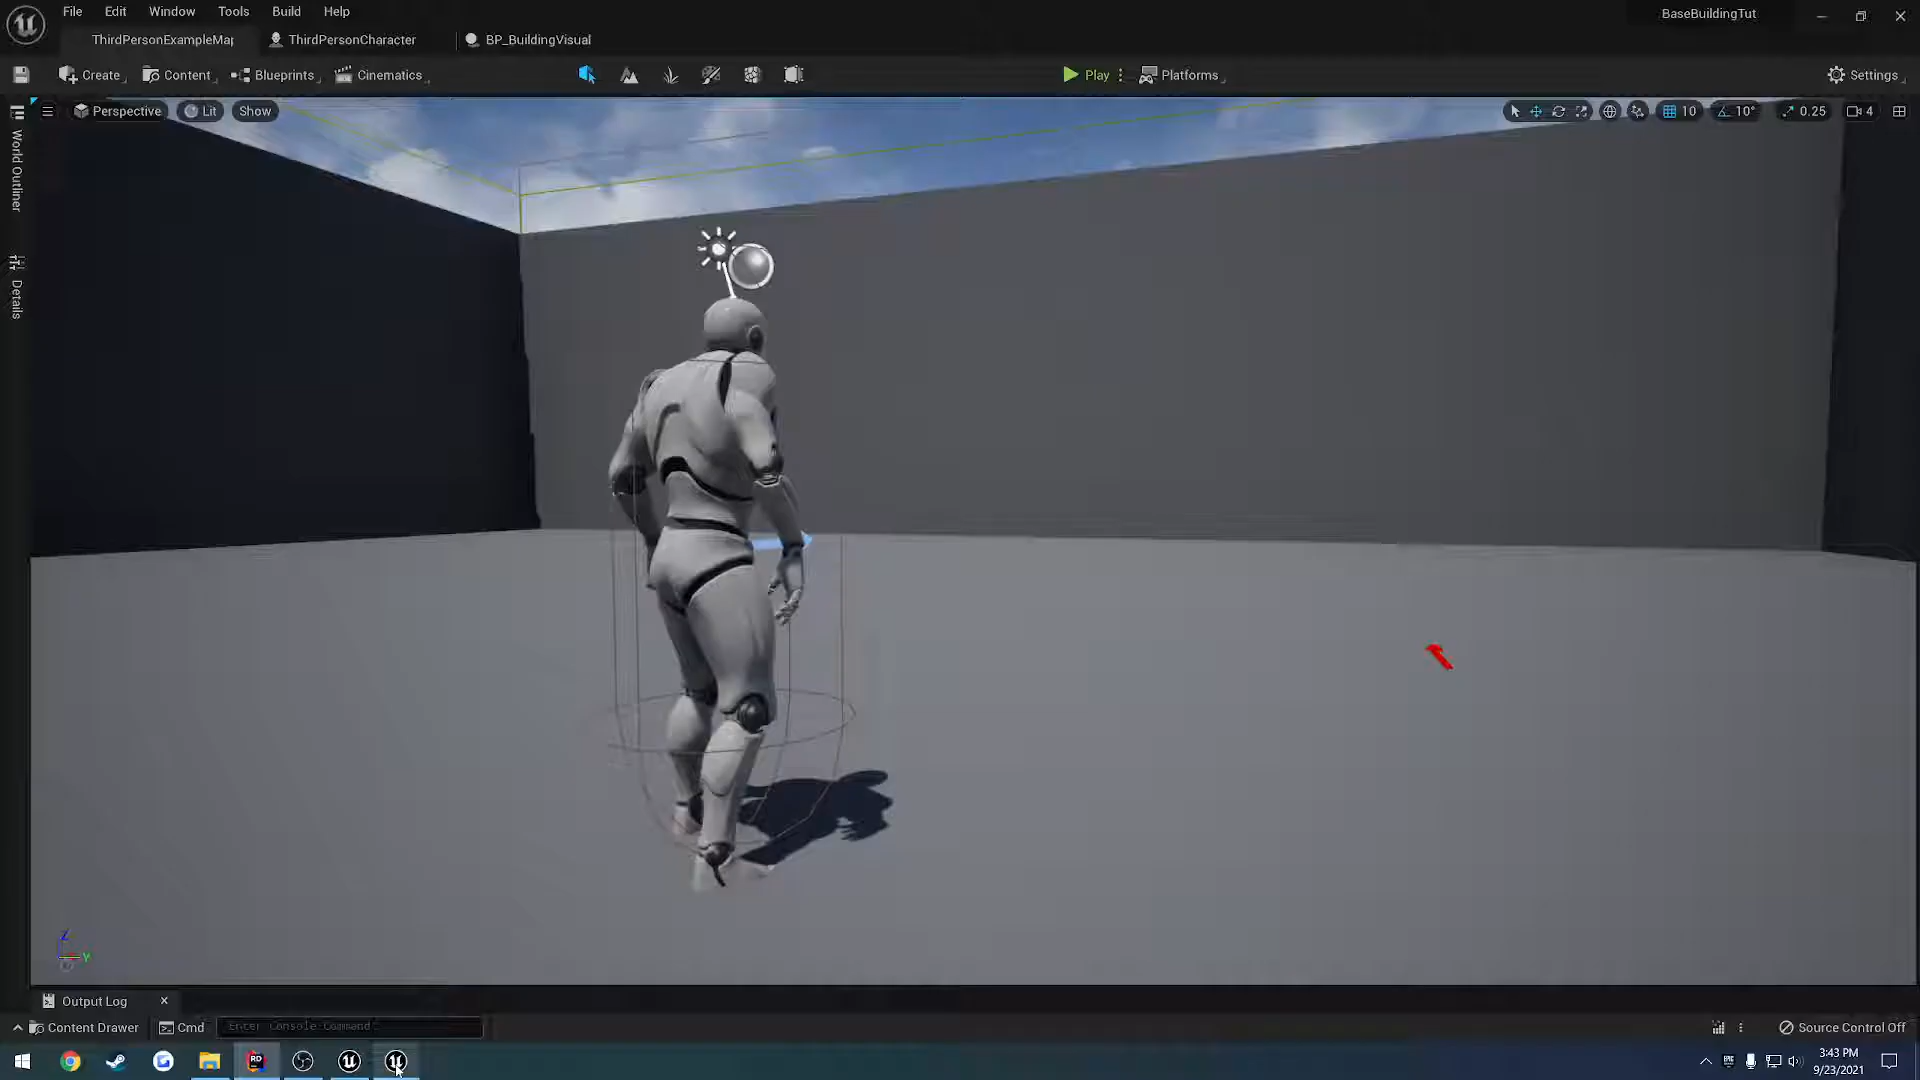 File Edit Window Tools Build Help
BaseBuildingTut
ThirdPersonExampleMap
ThirdPersonCharacter
BP_BuildingVisual
Create Content Blueprints Cinematics
Play Platforms
Settings
Perspective Lit Show
10 10° 0.25 4
World Outliner
Details
Z
Y
Output Log
Content Drawer Cmd Enter Console Command
Source Control Off
RD
EPIC
3:43 PM
9/23/2021